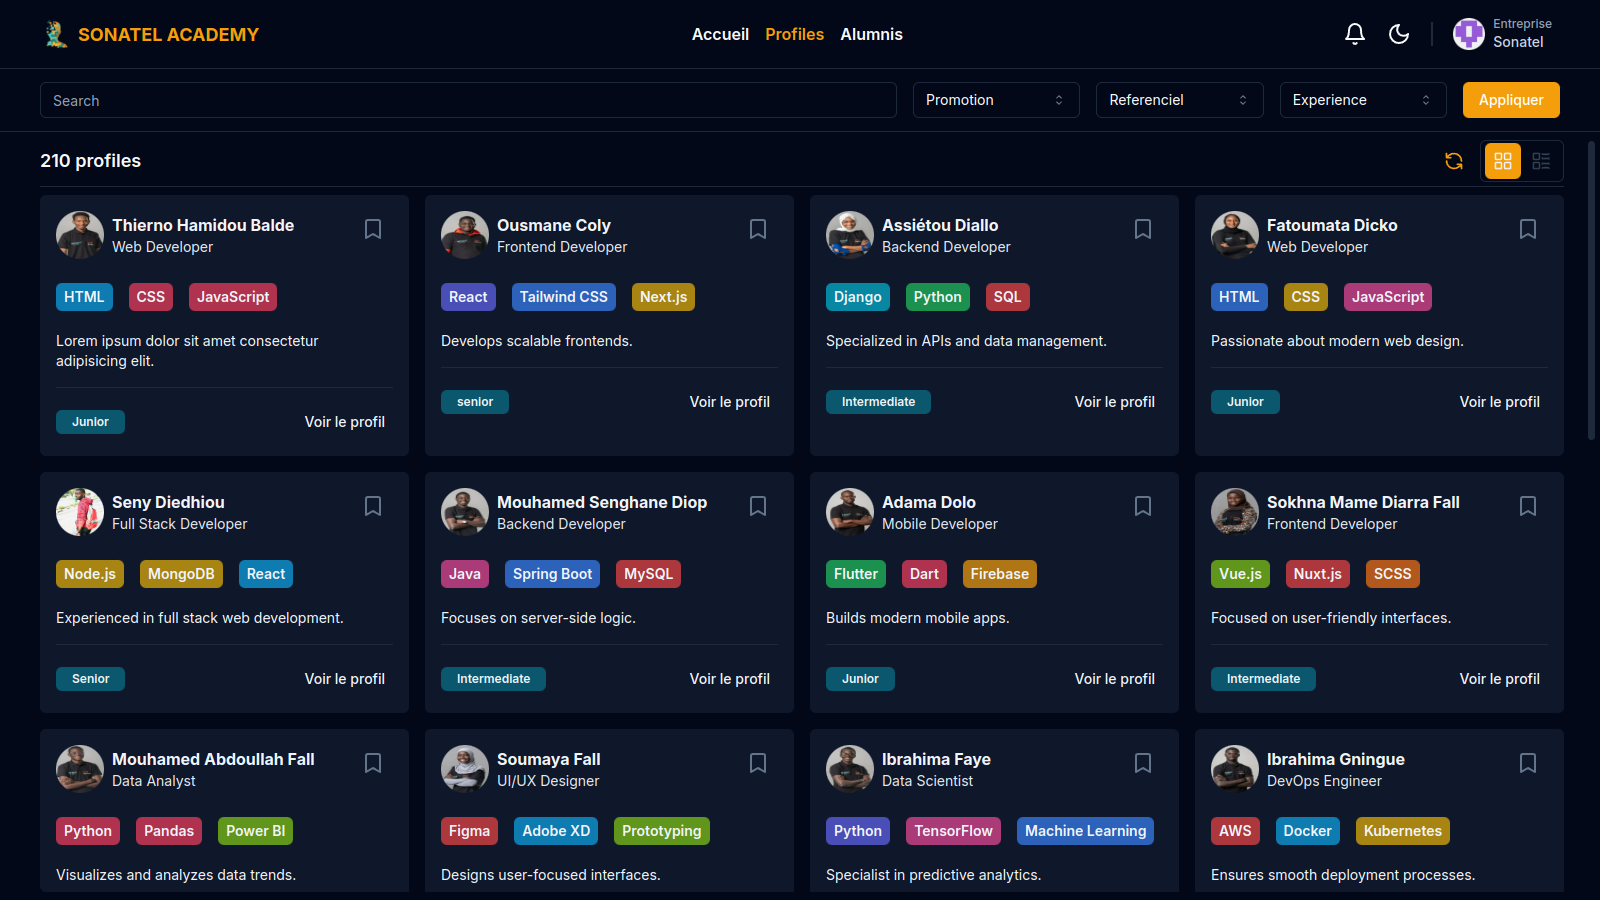 SONATEL ACADEMY
Accueil Profiles Alumnis
Entreprise
Sonatel
Search
Promotion
Referenciel
Experience
Appliquer
210 profiles
Thierno Hamidou Balde
Web Developer
HTML CSS JavaScript
Lorem ipsum dolor sit amet consectetur
adipisicing elit.
Junior
Voir le profil
Ousmane Coly
Frontend Developer
React Tailwind CSS Next.js
Develops scalable frontends.
senior
Voir le profil
Assiétou Diallo
Backend Developer
Django Python SQL
Specialized in APIs and data management.
Intermediate
Voir le profil
Fatoumata Dicko
Web Developer
HTML CSS JavaScript
Passionate about modern web design.
Junior
Voir le profil
Seny Diedhiou
Full Stack Developer
Node.js MongoDB React
Experienced in full stack web development.
Senior
Voir le profil
Mouhamed Senghane Diop
Backend Developer
Java Spring Boot MySQL
Focuses on server-side logic.
Intermediate
Voir le profil
Adama Dolo
Mobile Developer
Flutter Dart Firebase
Builds modern mobile apps.
Junior
Voir le profil
Sokhna Mame Diarra Fall
Frontend Developer
Vue.js Nuxt.js SCSS
Focused on user-friendly interfaces.
Intermediate
Voir le profil
Mouhamed Abdoullah Fall
Data Analyst
Python Pandas Power BI
Visualizes and analyzes data trends.
Soumaya Fall
UI/UX Designer
Figma Adobe XD Prototyping
Designs user-focused interfaces.
Ibrahima Faye
Data Scientist
Python TensorFlow Machine Learning
Specialist in predictive analytics.
Ibrahima Gningue
DevOps Engineer
AWS Docker Kubernetes
Ensures smooth deployment processes.